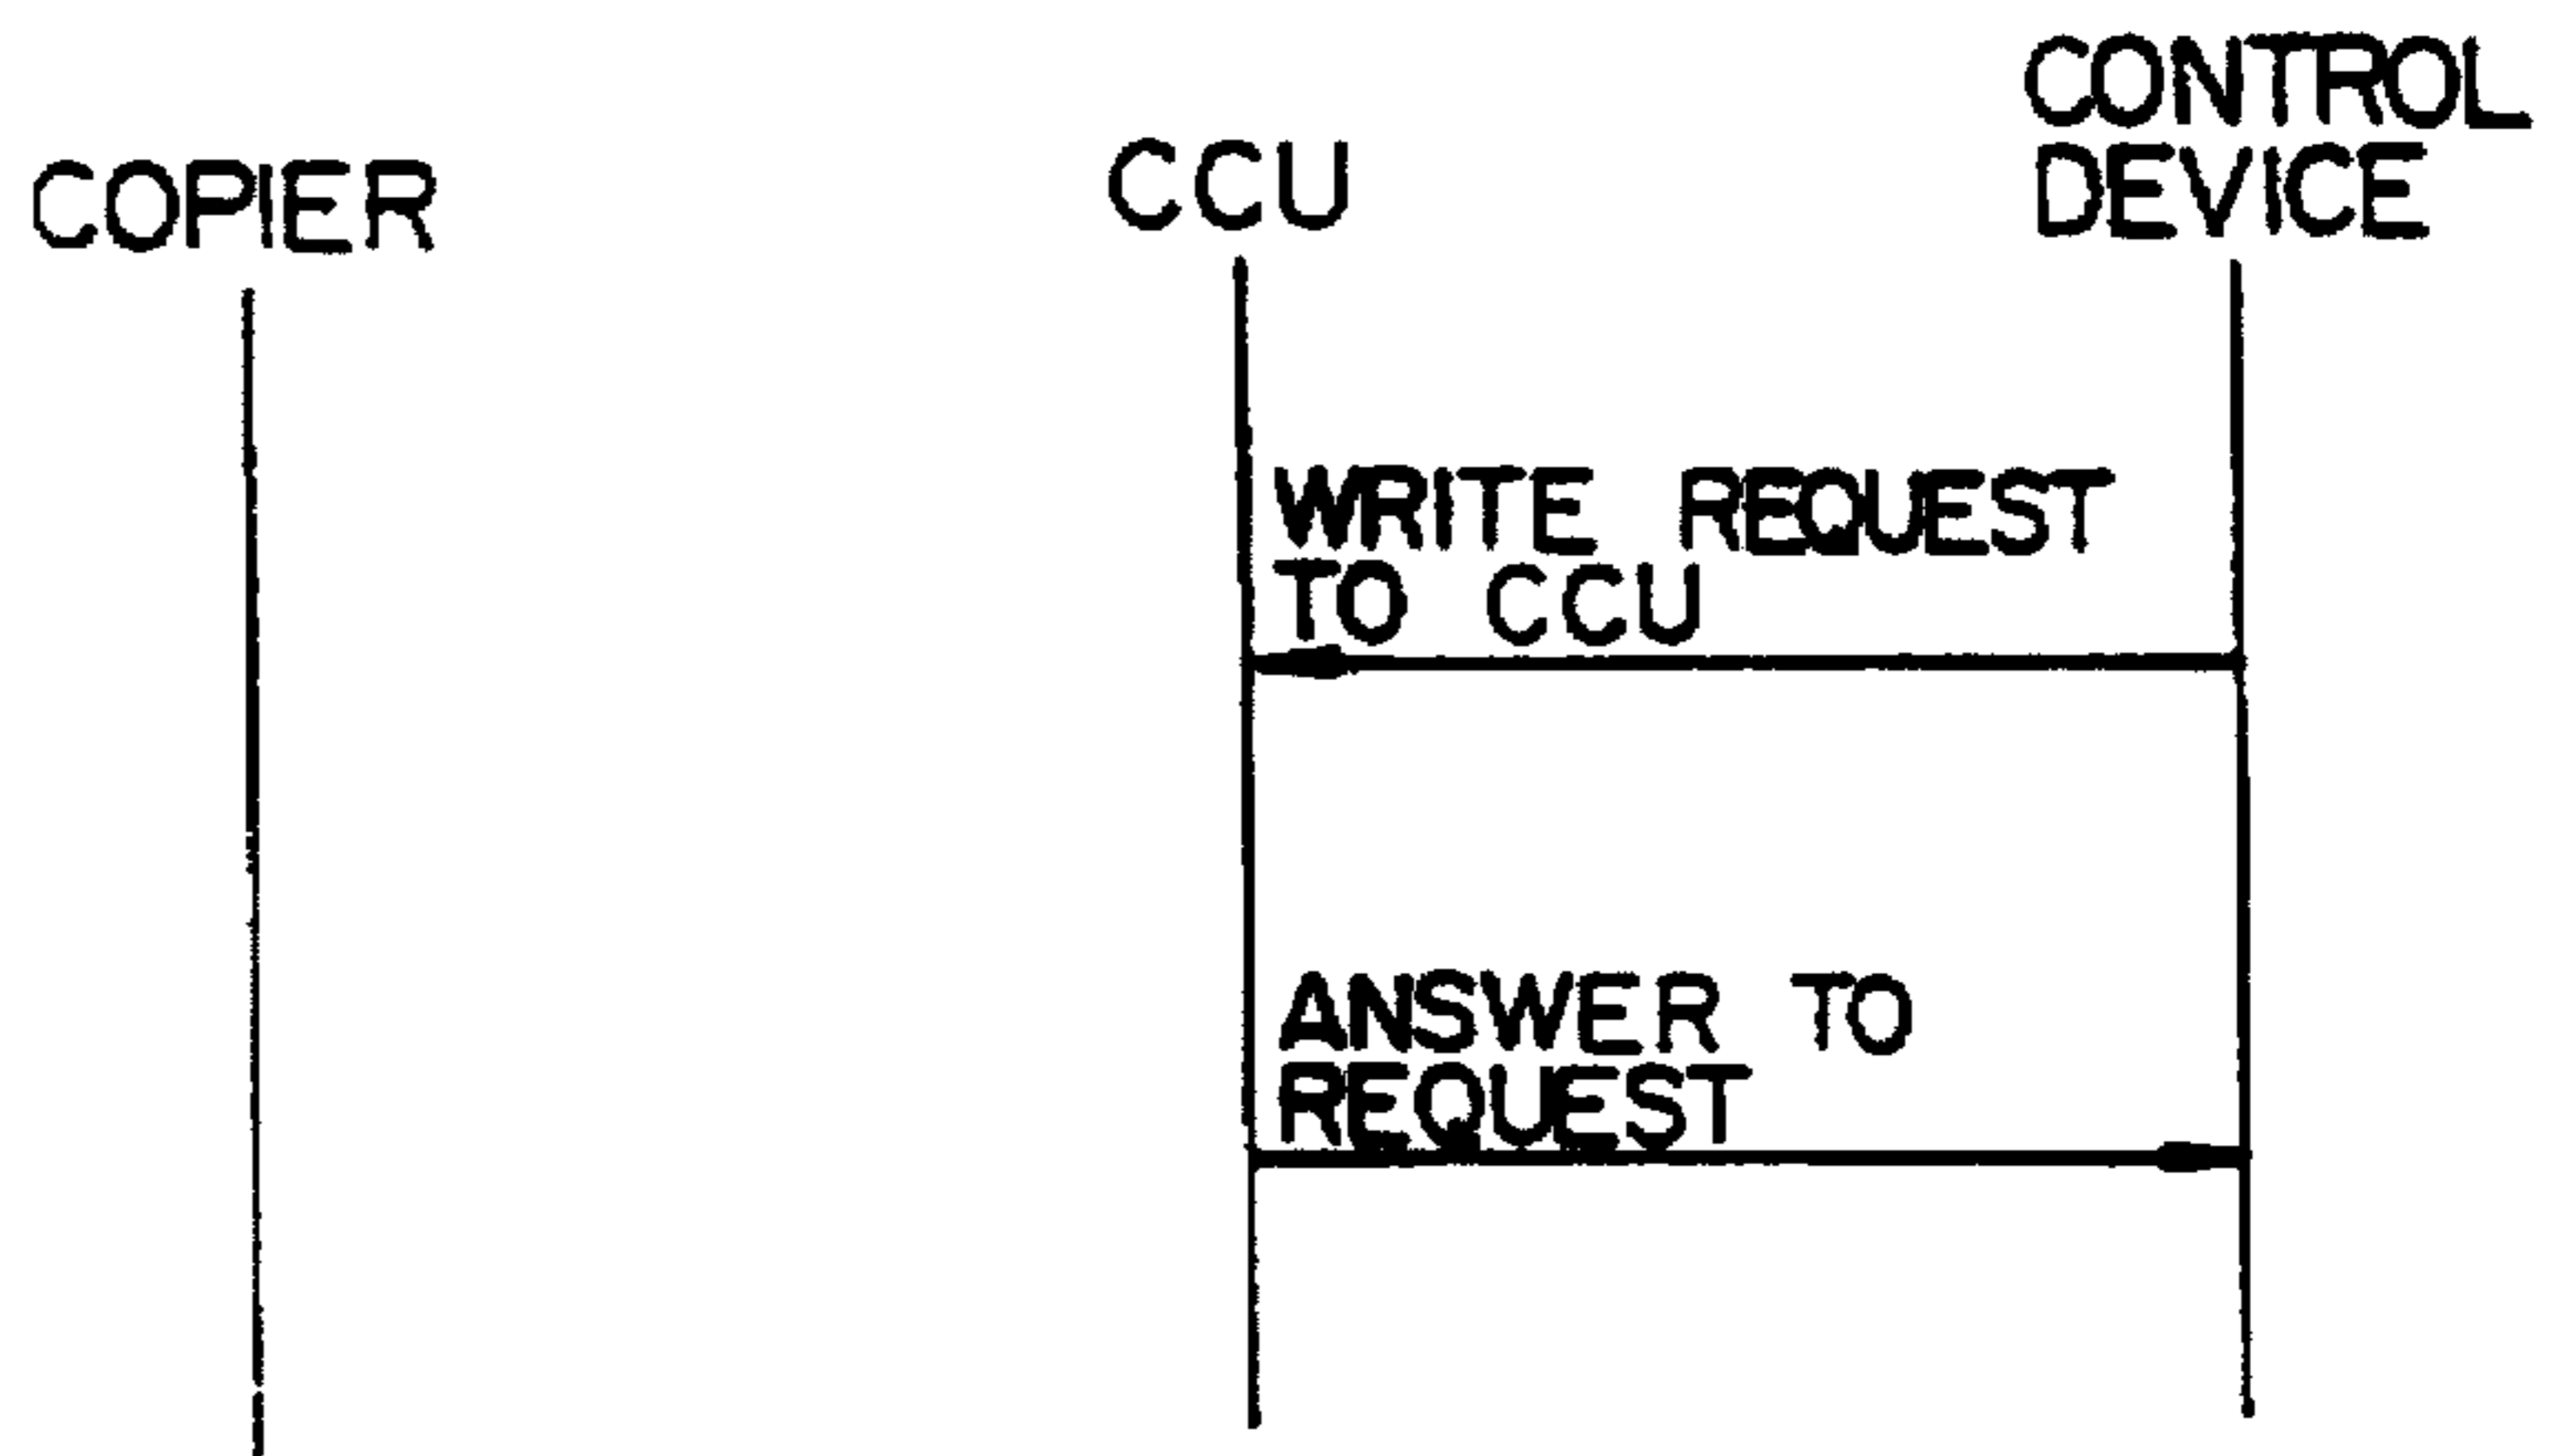 COPIER
CCU
CONTROL
DEVICE
WRITE REQUEST
TO CCU
ANSWER TO
REQUEST